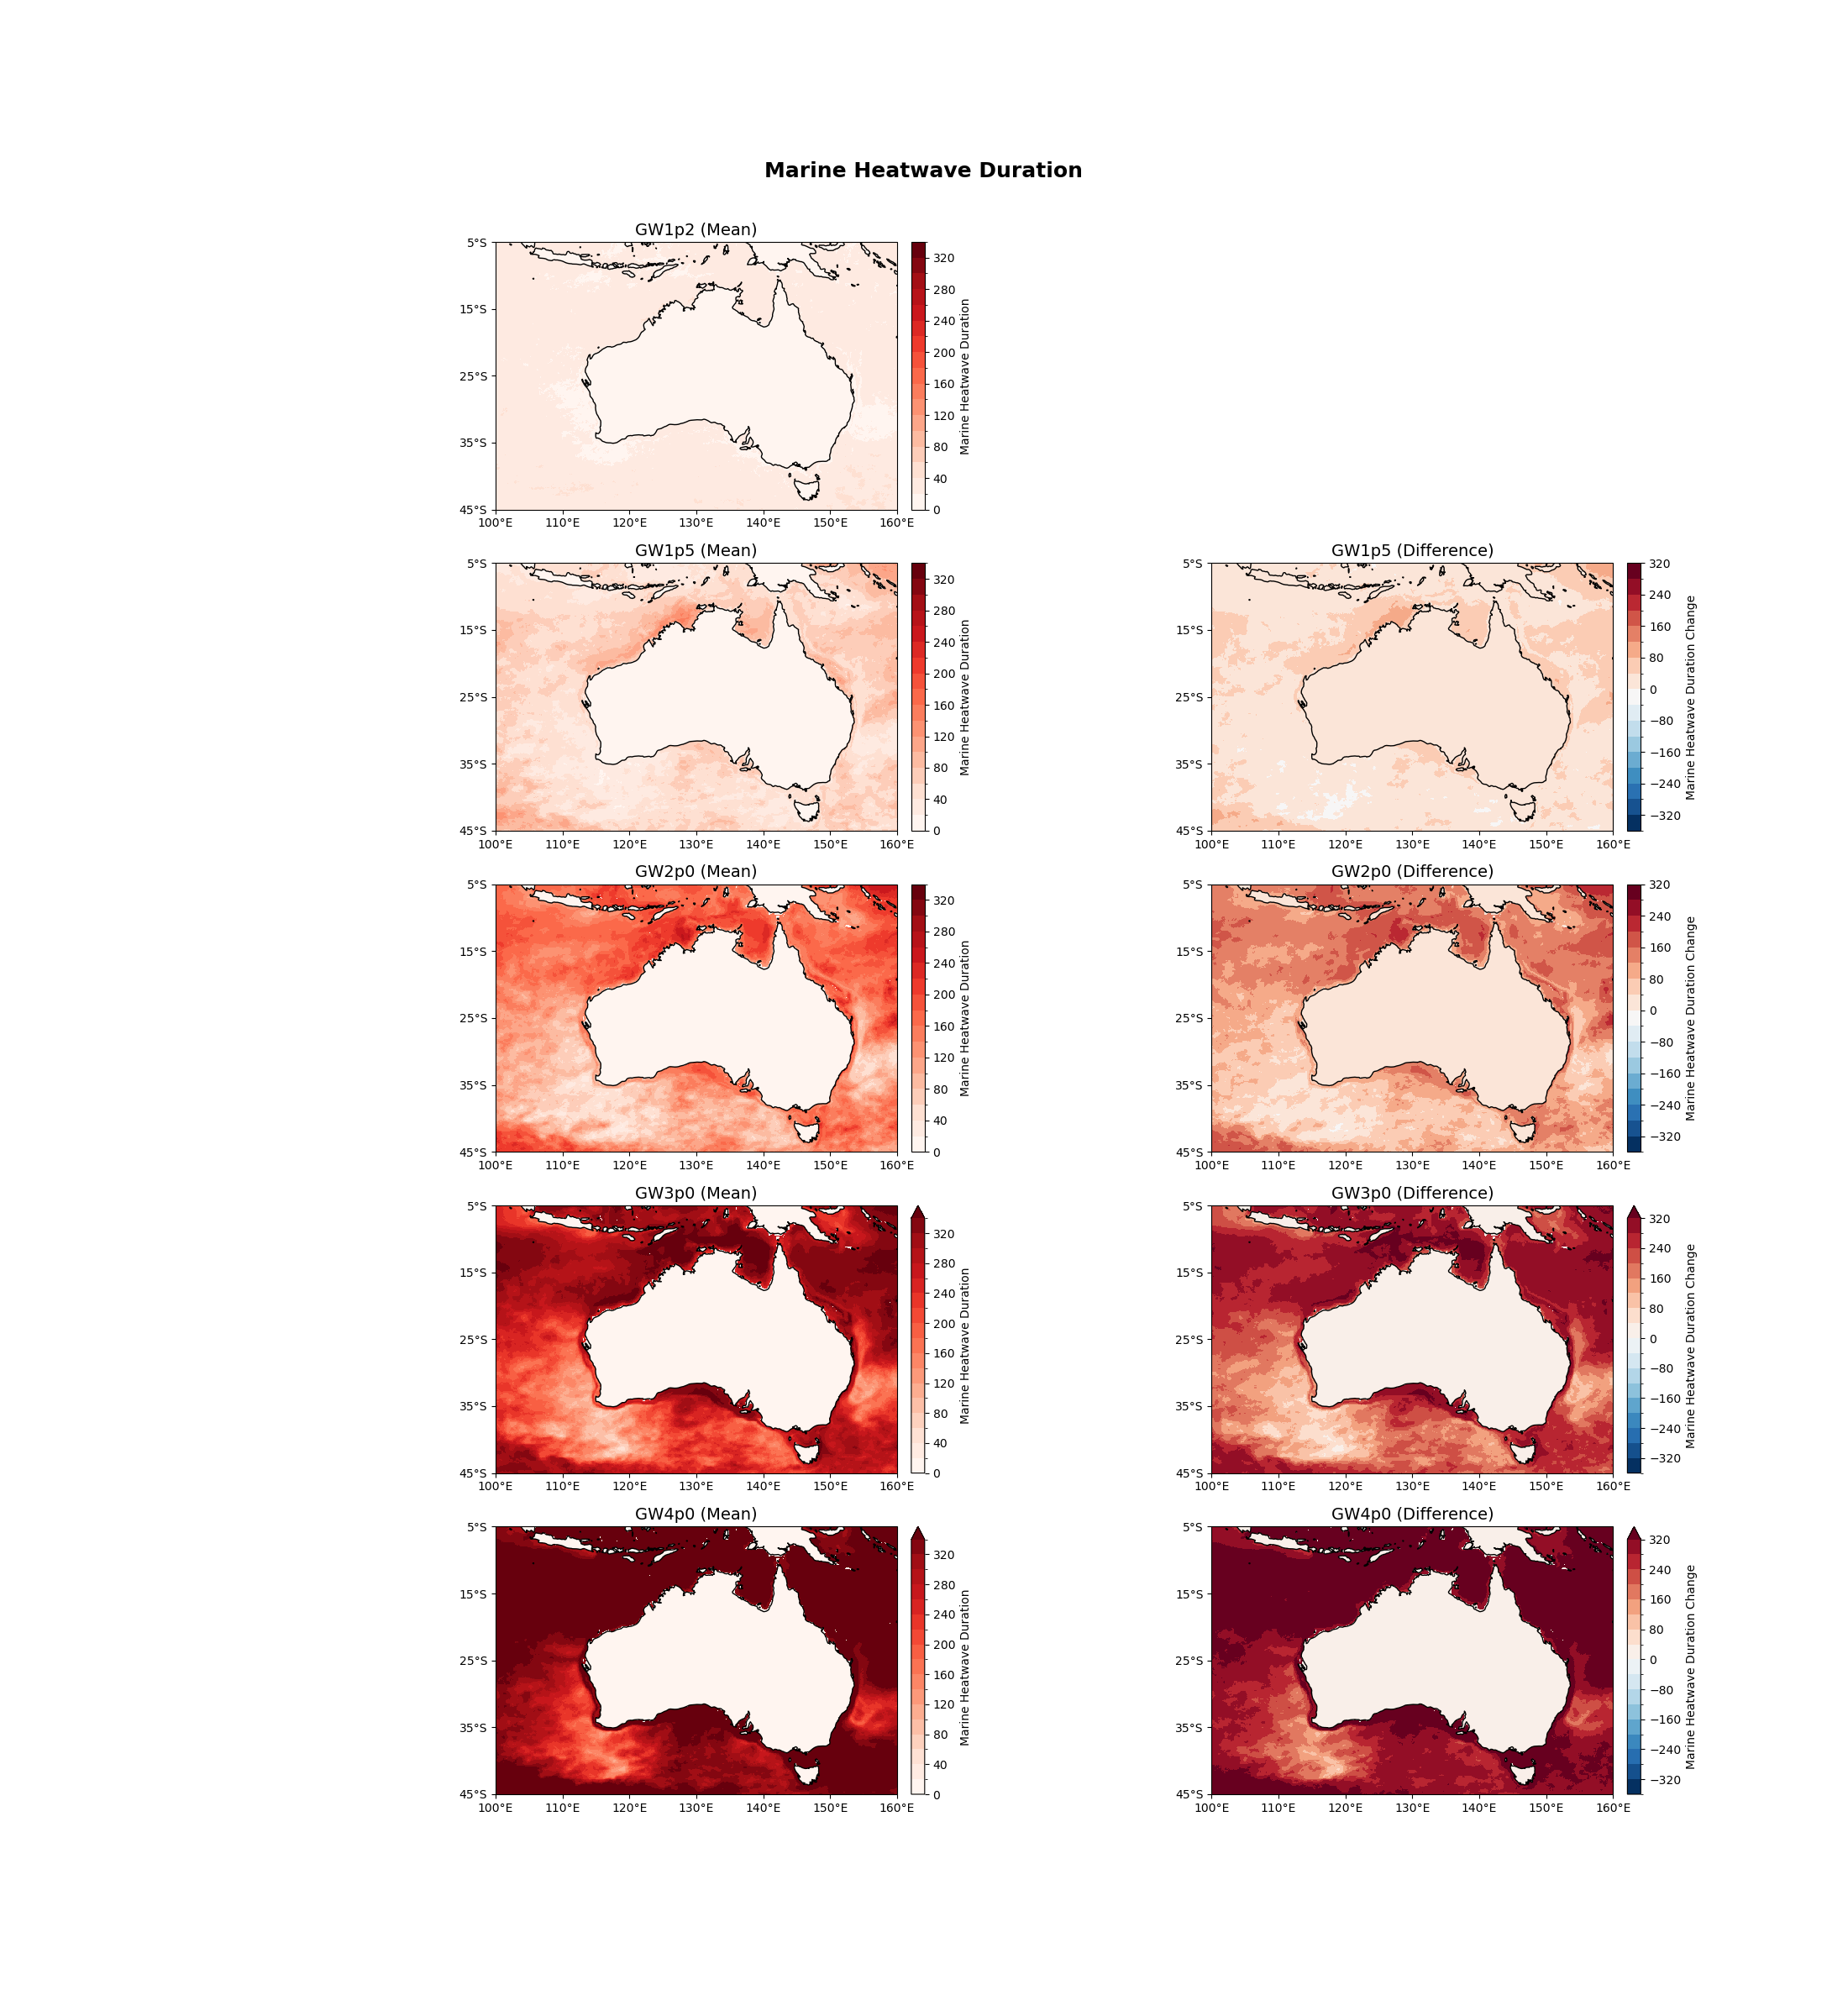 Marine Heatwave Duration
GW1p2 (Mean)
5°S
15°S
25°S
35°S
45°S
100°E 110°E 120°E 130°E 140°E 150°E 160°E
320
280
240
200
160
120
80
40
0
Marine Heatwave Duration
GW1p5 (Mean)
5°S
15°S
25°S
35°S
45°S
100°E 110°E 120°E 130°E 140°E 150°E 160°E
320
280
240
200
160
120
80
40
0
Marine Heatwave Duration
GW1p5 (Difference)
5°S
15°S
25°S
35°S
45°S
100°E 110°E 120°E 130°E 140°E 150°E 160°E
320
240
160
80
0
−80
−160
−240
−320
Marine Heatwave Duration Change
GW2p0 (Mean)
5°S
15°S
25°S
35°S
45°S
100°E 110°E 120°E 130°E 140°E 150°E 160°E
320
280
240
200
160
120
80
40
0
Marine Heatwave Duration
GW2p0 (Difference)
5°S
15°S
25°S
35°S
45°S
100°E 110°E 120°E 130°E 140°E 150°E 160°E
320
240
160
80
0
−80
−160
−240
−320
Marine Heatwave Duration Change
GW3p0 (Mean)
5°S
15°S
25°S
35°S
45°S
100°E 110°E 120°E 130°E 140°E 150°E 160°E
320
280
240
200
160
120
80
40
0
Marine Heatwave Duration
GW3p0 (Difference)
5°S
15°S
25°S
35°S
45°S
100°E 110°E 120°E 130°E 140°E 150°E 160°E
320
240
160
80
0
−80
−160
−240
−320
Marine Heatwave Duration Change
GW4p0 (Mean)
5°S
15°S
25°S
35°S
45°S
100°E 110°E 120°E 130°E 140°E 150°E 160°E
320
280
240
200
160
120
80
40
0
Marine Heatwave Duration
GW4p0 (Difference)
5°S
15°S
25°S
35°S
45°S
100°E 110°E 120°E 130°E 140°E 150°E 160°E
320
240
160
80
0
−80
−160
−240
−320
Marine Heatwave Duration Change